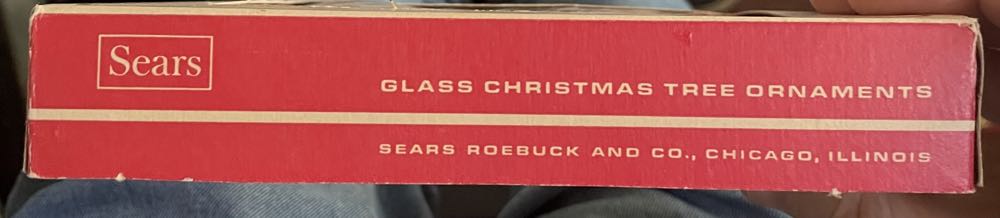 Sears
GLASS CHRISTMAS TREE ORNAMENTS
SEARS ROEBUCK AND CO., CHICAGO, ILLINOIS